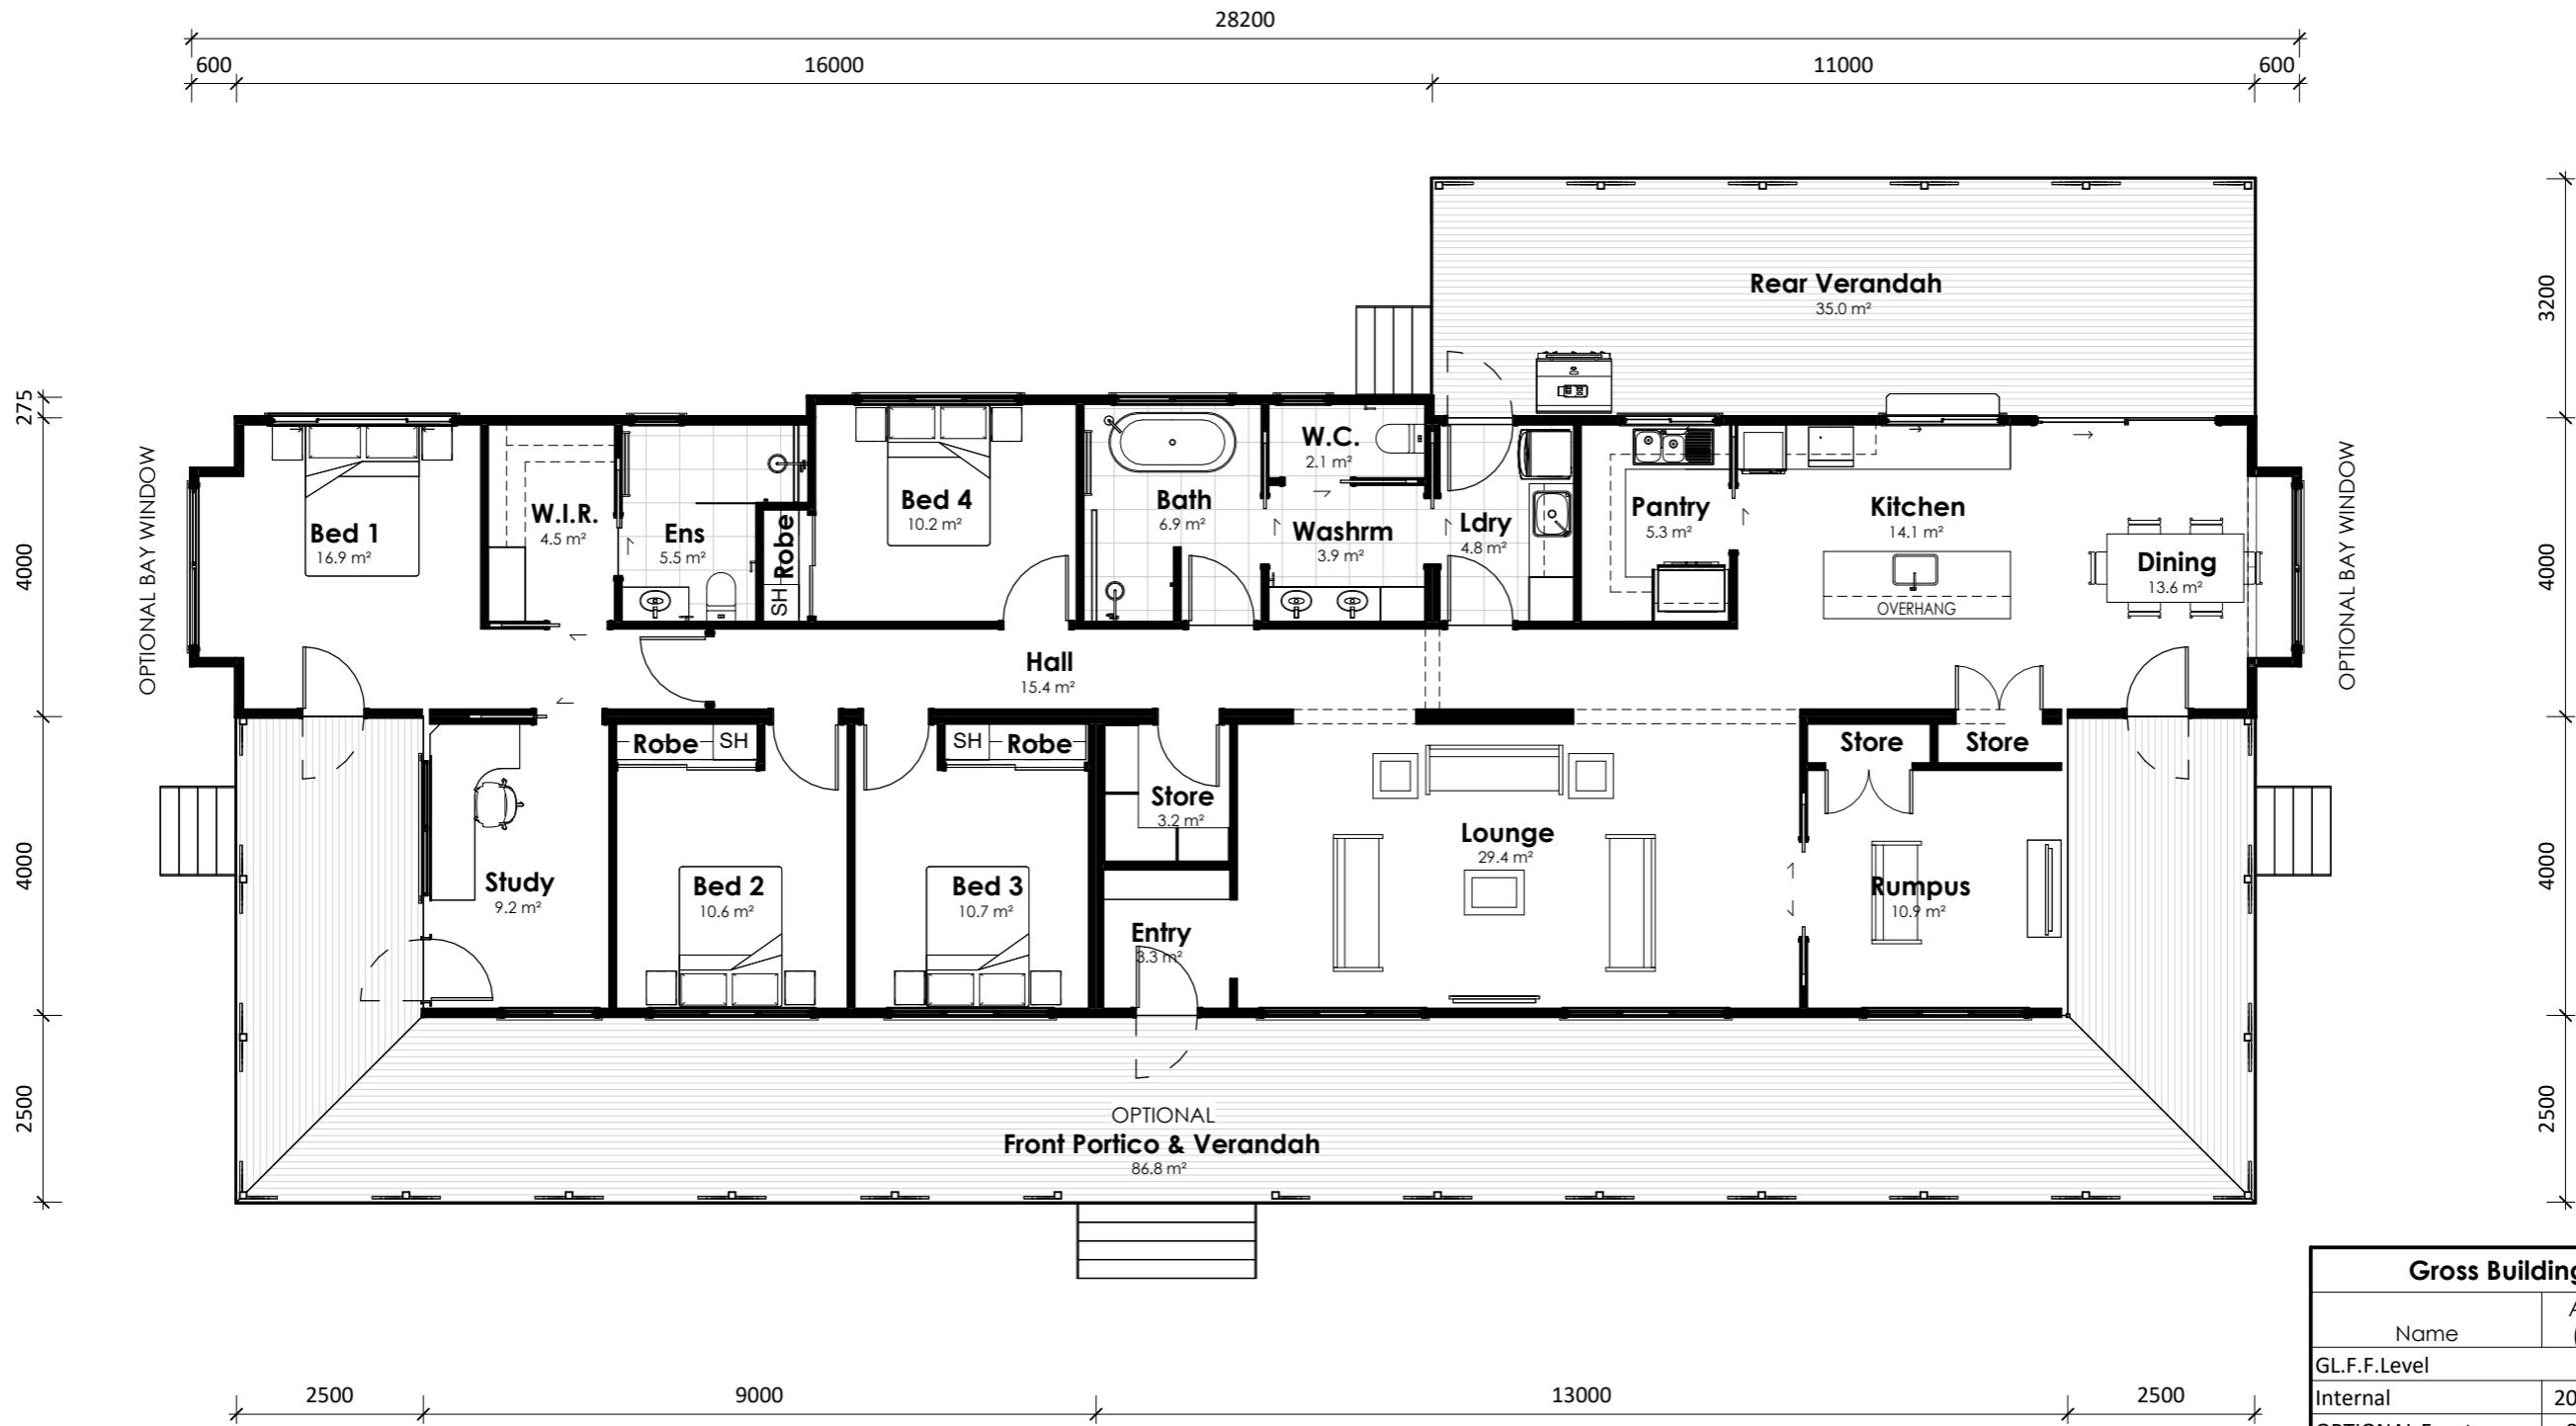 28200
600
16000
11000
600
Rear Verandah
35.0 m²
3200
275
4000
4000
2500
OPTIONAL BAY WINDOW
Bed 1
16.9 m²
W.I.R.
4.5 m²
Ens
5.5 m²
Robe
SH
Bed 4
10.2 m²
Bath
6.9 m²
W.C.
2.1 m²
Washrm
3.9 m²
Ldry
4.8 m²
Pantry
5.3 m²
Kitchen
14.1 m²
OVERHANG
Dining
13.6 m²
OPTIONAL BAY WINDOW
4000
4000
2500
Hall
15.4 m²
Robe
SH
SH
Robe
Store
3.2 m²
Store
Store
Study
9.2 m²
Bed 2
10.6 m²
Bed 3
10.7 m²
Entry
3.3 m²
Lounge
29.4 m²
Rumpus
10.9 m²
OPTIONAL
Front Portico & Verandah
86.8 m²
2500
9000
13000
2500
Gross Building
Name
GL.F.F.Level
Internal
20